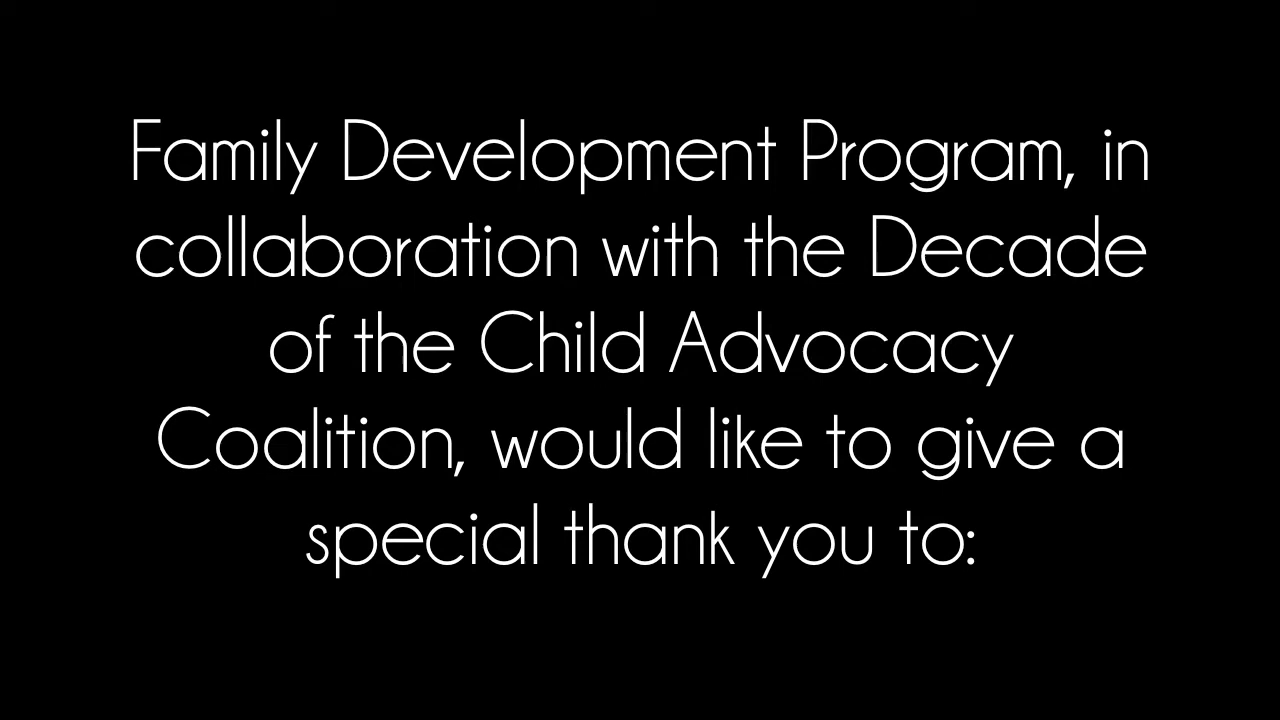 Family Development Program, in
collaboration with the Decade
of the Child Advocacy
Coalition, would like to give a
special thank you to: